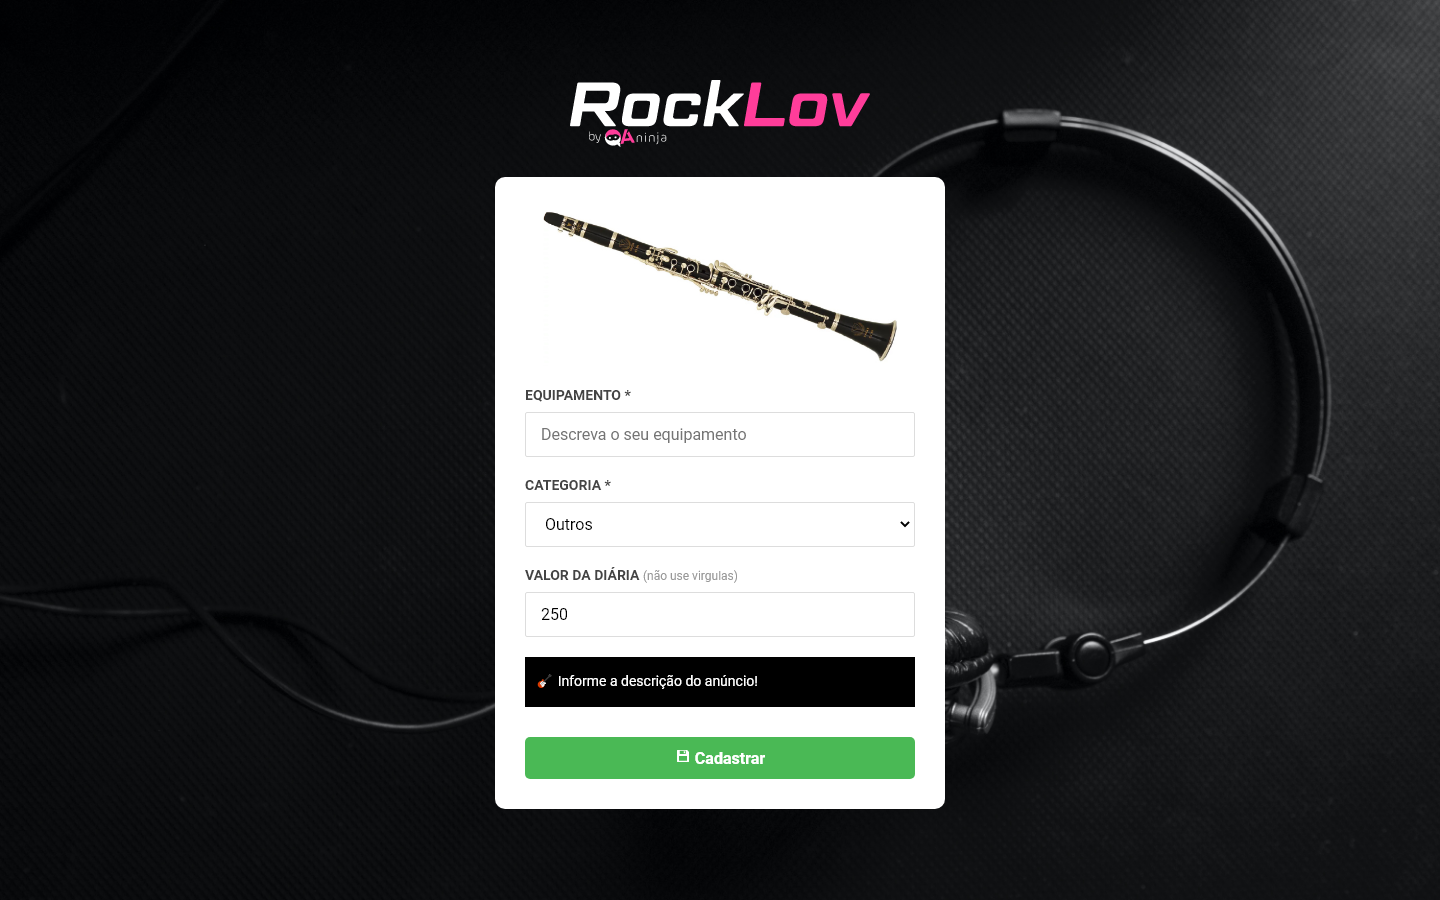 RockLov
by QAninja
EQUIPAMENTO *
Descreva o seu equipamento
CATEGORIA *
Outros
VALOR DA DIÁRIA (não use virgulas)
250
Informe a descrição do anúncio!
Cadastrar